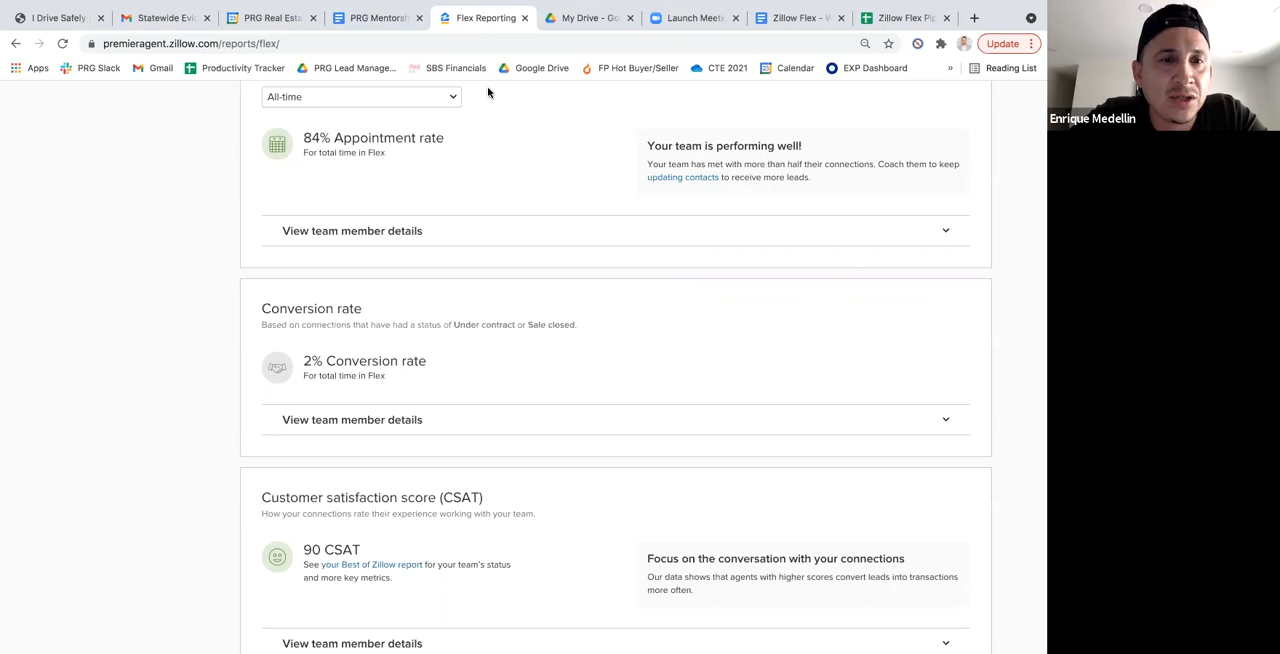 I Drive Safely
Statewide Evi
PRG Real Esta
PRG Mentorsh
Flex Reporting
My Drive - Go
Launch Meeti
Zillow Flex - W
Zillow Flex Pip
premieragent.zillow.com/reports/flex/
Update
Apps
PRG Slack
Gmail
Productivity Tracker
PRG Lead Manage...
SBS Financials
Google Drive
FP Hot Buyer/Seller
CTE 2021
Calendar
EXP Dashboard
»
Reading List
Enrique Medellin
All-time
84% Appointment rate
For total time in Flex
Your team is performing well!
Your team has met with more than half their connections. Coach them to keep
updating contacts to receive more leads.
View team member details
Conversion rate
Based on connections that have had a status of Under contract or Sale closed.
2% Conversion rate
For total time in Flex
View team member details
Customer satisfaction score (CSAT)
How your connections rate their experience working with your team.
90 CSAT
See your Best of Zillow report for your team's status
and more key metrics.
Focus on the conversation with your connections
Our data shows that agents with higher scores convert leads into transactions
more often.
View team member details